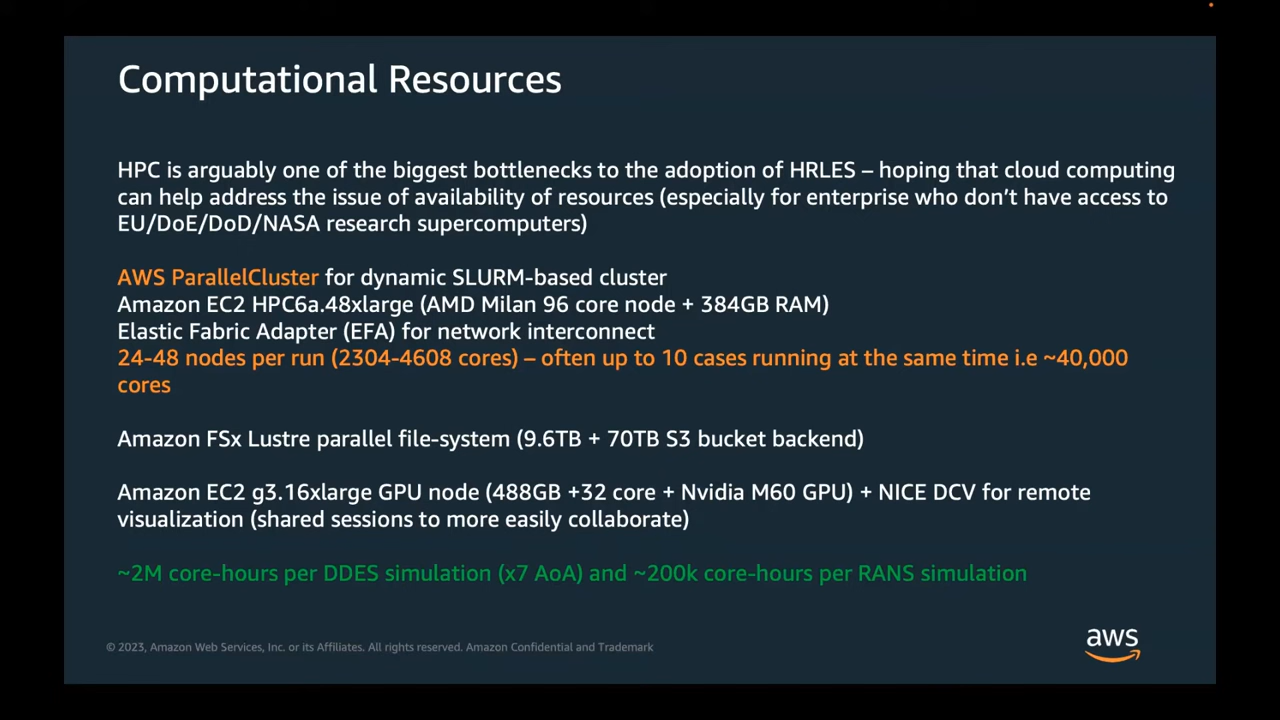 Computational Resources
HPC is arguably one of the biggest bottlenecks to the adoption of HRLES – hoping that cloud computing
can help address the issue of availability of resources (especially for enterprise who don’t have access to
EU/DoE/DoD/NASA research supercomputers)
AWS ParallelCluster for dynamic SLURM-based cluster
Amazon EC2 HPC6a.48xlarge (AMD Milan 96 core node + 384GB RAM)
Elastic Fabric Adapter (EFA) for network interconnect
24-48 nodes per run (2304-4608 cores) – often up to 10 cases running at the same time i.e ~40,000
cores
Amazon FSx Lustre parallel file-system (9.6TB + 70TB S3 bucket backend)
Amazon EC2 g3.16xlarge GPU node (488GB +32 core + Nvidia M60 GPU) + NICE DCV for remote
visualization (shared sessions to more easily collaborate)
~2M core-hours per DDES simulation (x7 AoA) and ~200k core-hours per RANS simulation
© 2023, Amazon Web Services, Inc. or its Affiliates. All rights reserved. Amazon Confidential and Trademark
aws